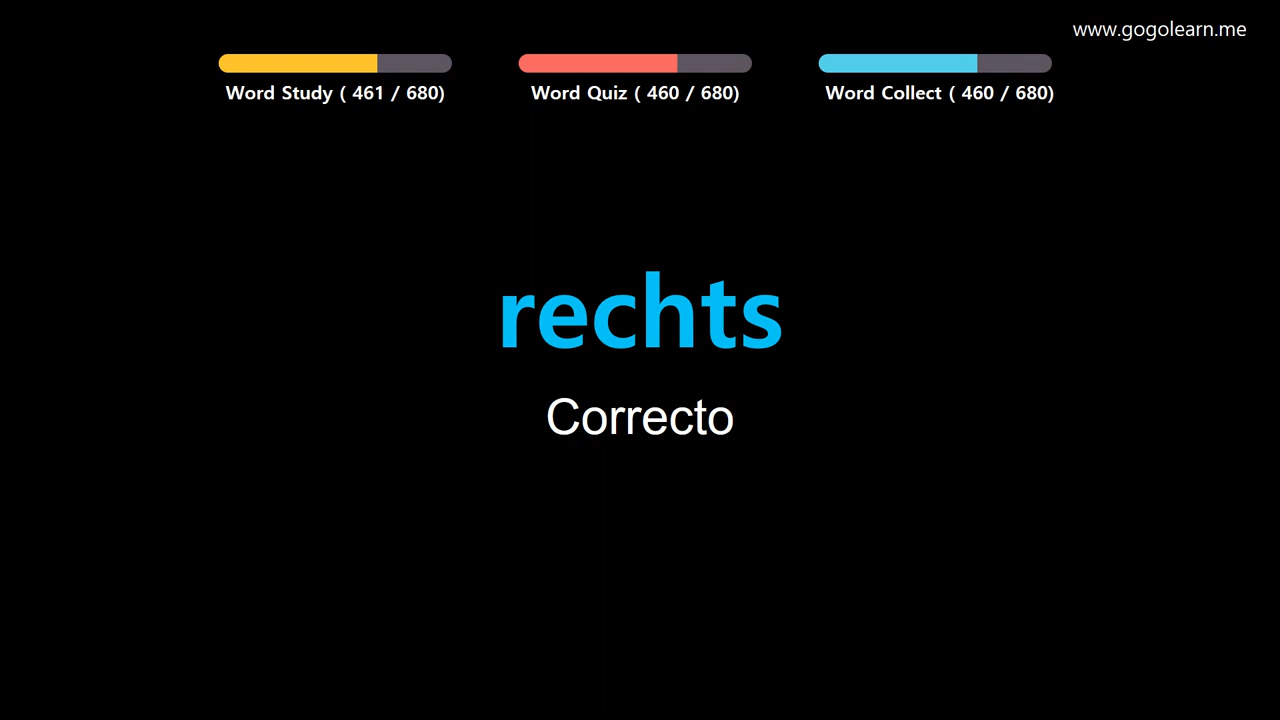 www.gogolearn.me
Word Study ( 461 / 680)
Word Quiz ( 460 / 680)
Word Collect ( 460 / 680)
rechts
Correcto